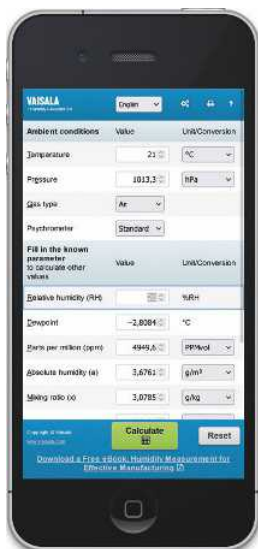 VAISALA
English
?
Ambient conditions Value Unit/Conversion
Temperature 21 °C
Pressure 1013,3 hPa
Gas type Air
Psychrometer Standard
Fill in the known
parameter
to calculate other
values
Value Unit/Conversion
Relative humidity (RH) %RH
Dewpoint -2,8084 °C
Parts per million (ppm) 4949,6 PPMvol
Absolute humidity (a) 3,6761 g/m³
Mixing ratio (x) 3,0785 g/kg
Calculate
Reset
Download a Free eBook: Humidity Measurement for
Effective Manufacturing